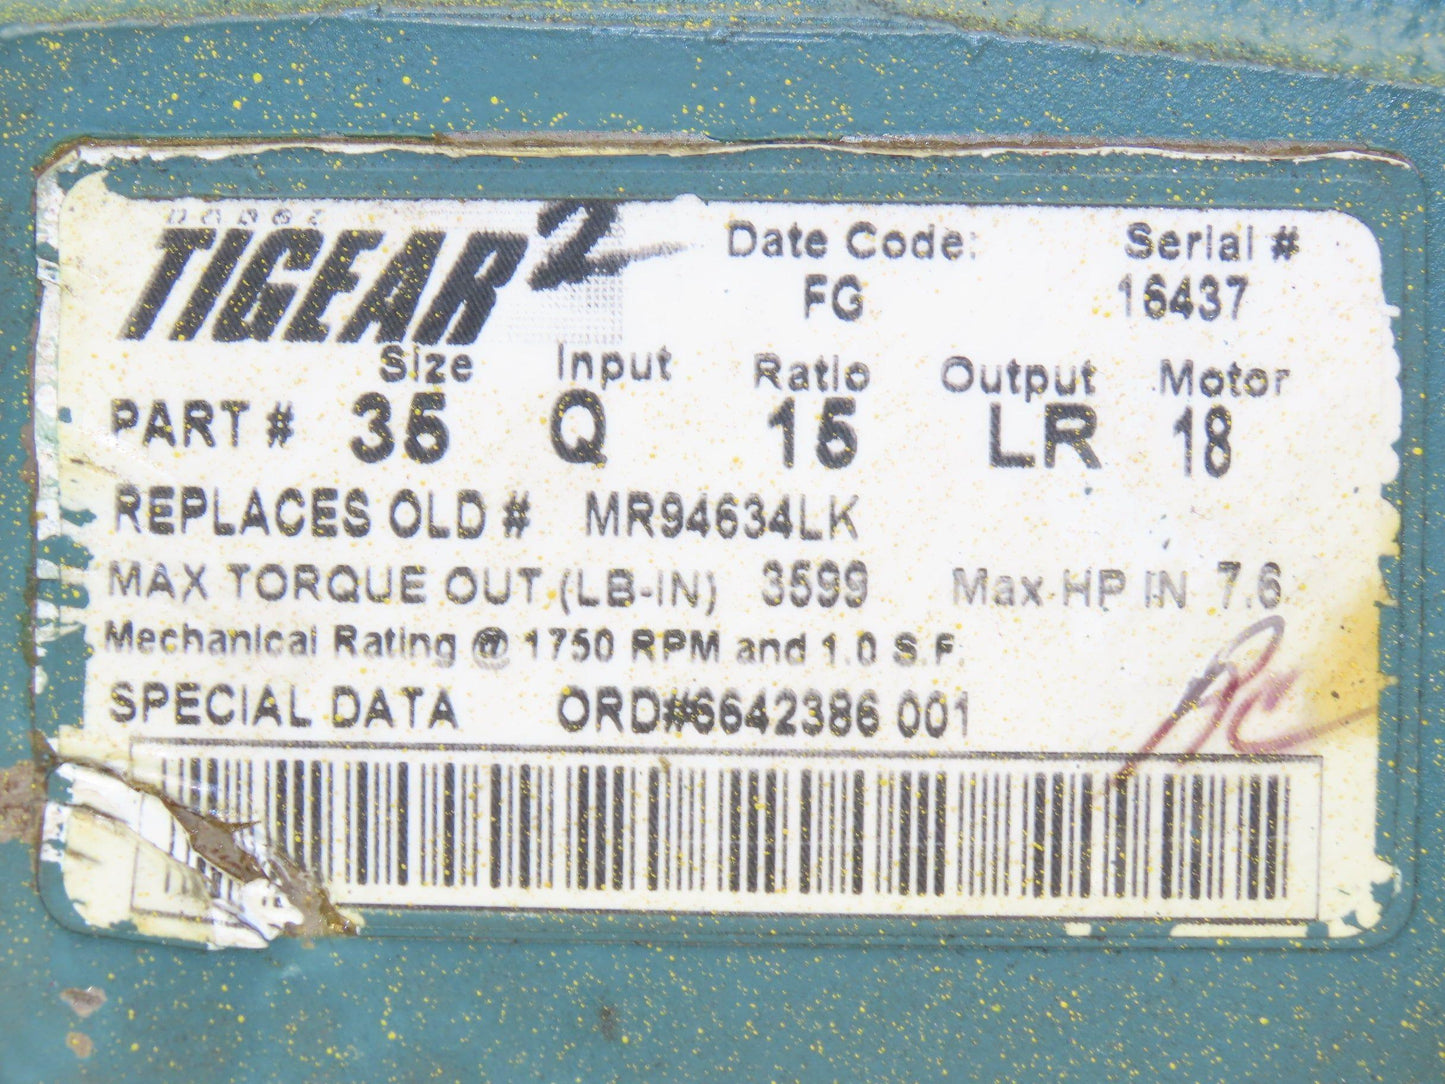 DODGE
TIGEAR 2
Date Code: Serial #
FG 16437
Size Input Ratio Output Motor
PART # 35 Q 15 LR 18
REPLACES OLD # MR94634LK
MAX TORQUE OUT (LB-IN) 3599 Max HP IN 7.6
Mechanical Rating @ 1750 RPM and 1.0 S.F.
SPECIAL DATA ORD#6642386 001